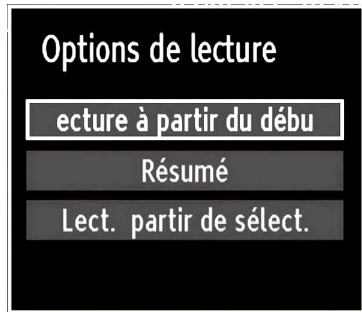 Options de lecture
ecture à partir du débu
Résumé
Lect. partir de sélect.